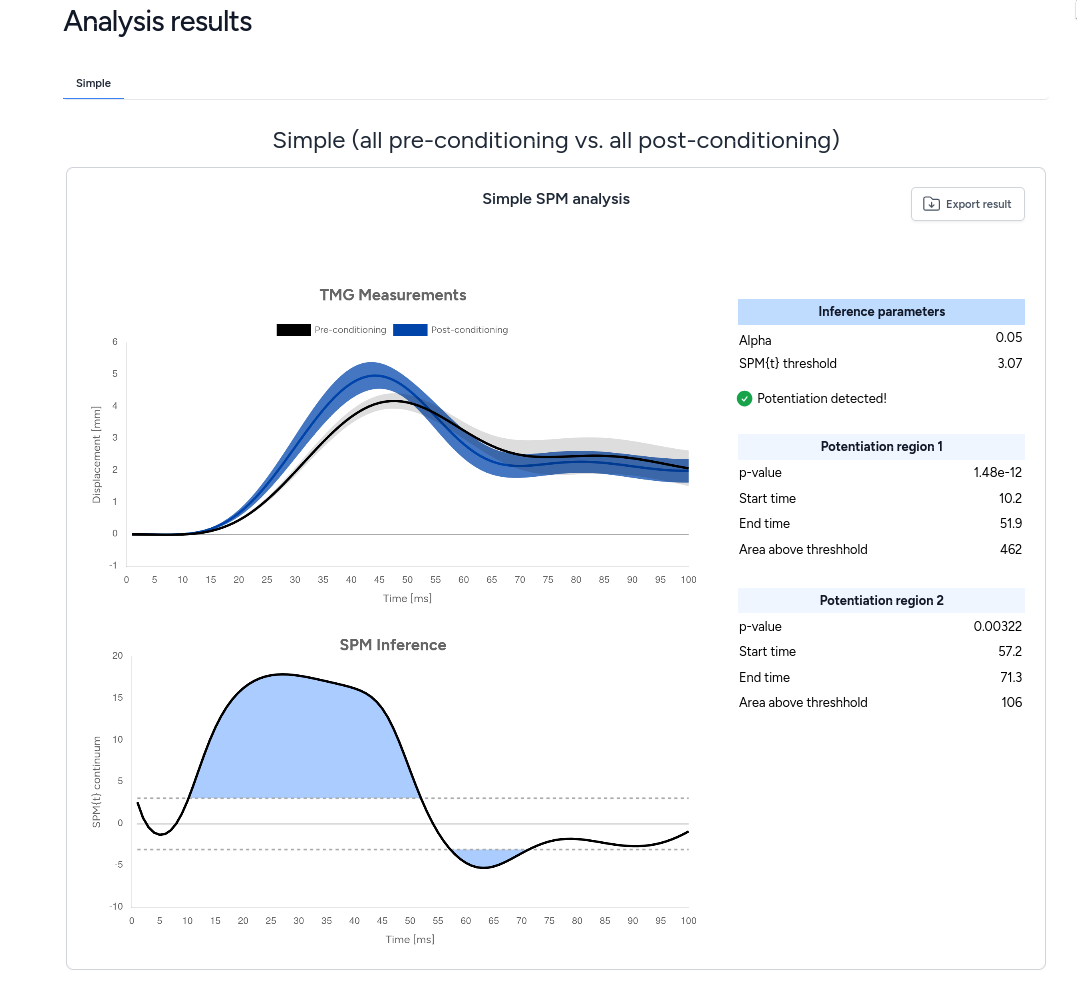 Analysis results
Simple
Simple (all pre-conditioning vs. all post-conditioning)
Simple SPM analysis
Export result
TMG Measurements
Pre-conditioning Post-conditioning
6
5
4
3
2
1
0
-1
Displacement [mm]
0 5 10 15 20 25 30 35 40 45 50 55 60 65 70 75 80 85 90 95 100
Time [ms]
SPM Inference
20
15
10
5
0
-5
-10
SPM{t} continuum
0 5 10 15 20 25 30 35 40 45 50 55 60 65 70 75 80 85 90 95 100
Time [ms]
Inference parameters
Alpha 0.05
SPM{t} threshold 3.07
Potentiation detected!
Potentiation region 1
p-value 1.48e-12
Start time 10.2
End time 51.9
Area above threshhold 462
Potentiation region 2
p-value 0.00322
Start time 57.2
End time 71.3
Area above threshhold 106